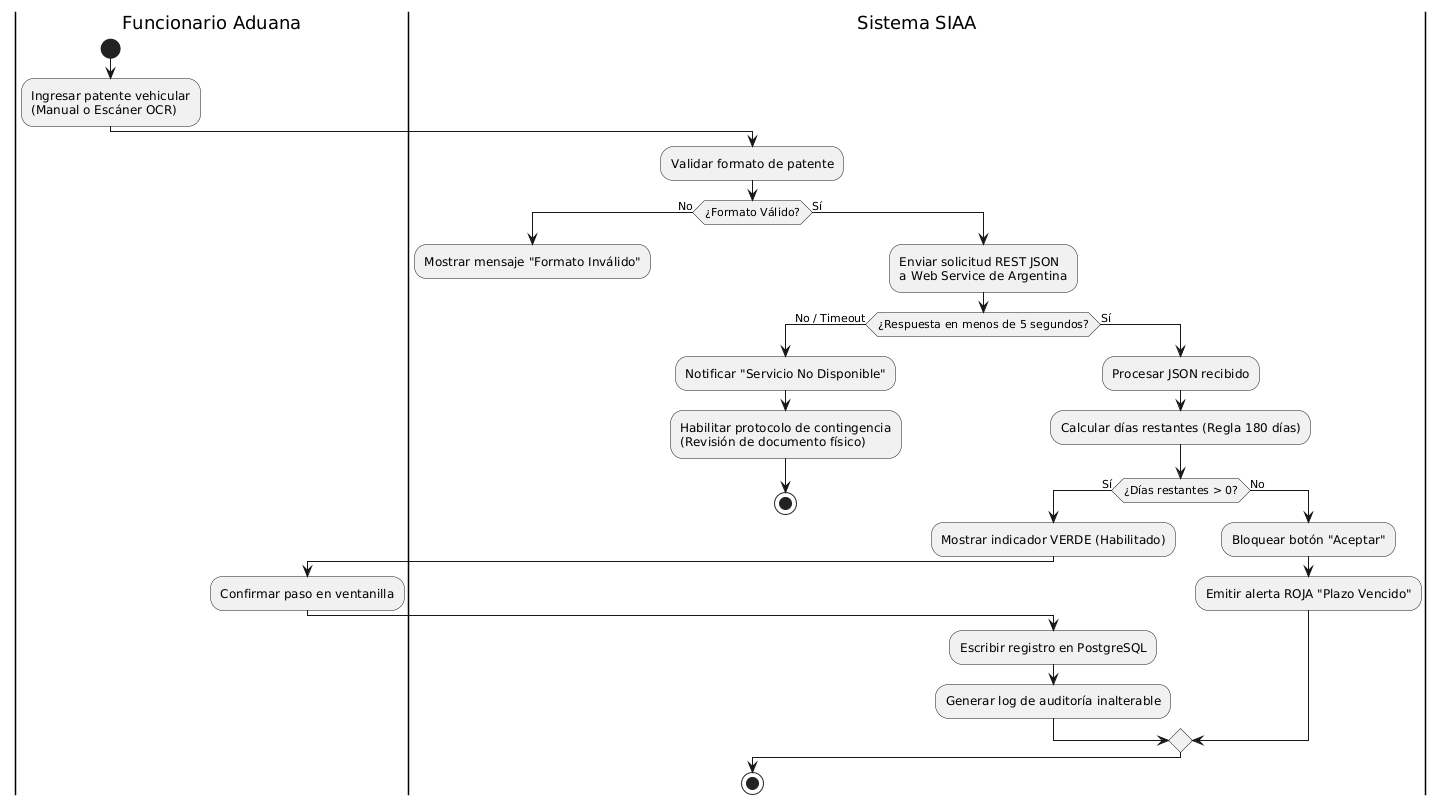 Funcionario Aduana
Sistema SIAA
Ingresar patente vehicular
(Manual o Escáner OCR)
Validar formato de patente
No
¿Formato Válido?
Sí
Mostrar mensaje "Formato Inválido"
Enviar solicitud REST JSON
a Web Service de Argentina
No / Timeout
¿Respuesta en menos de 5 segundos?
Sí
Notificar "Servicio No Disponible"
Procesar JSON recibido
Habilitar protocolo de contingencia
(Revisión de documento físico)
Calcular días restantes (Regla 180 días)
Sí
¿Días restantes > 0?
No
Mostrar indicador VERDE (Habilitado)
Bloquear botón "Aceptar"
Confirmar paso en ventanilla
Emitir alerta ROJA "Plazo Vencido"
Escribir registro en PostgreSQL
Generar log de auditoría inalterable